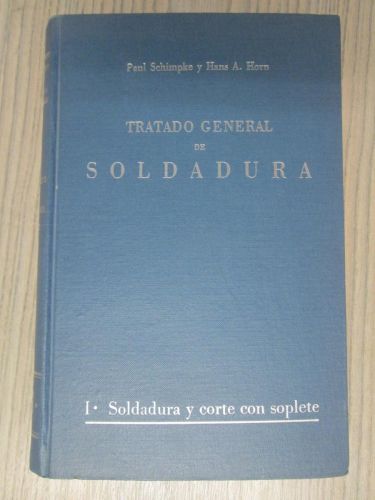 Paul Schimpke y Hans A. Horn
TRATADO GENERAL
DE
SOLDADURA
I · Soldadura y corte con soplete